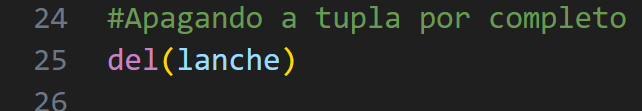 24 #Apagando a tupla por completo
25 del(lanche)
26